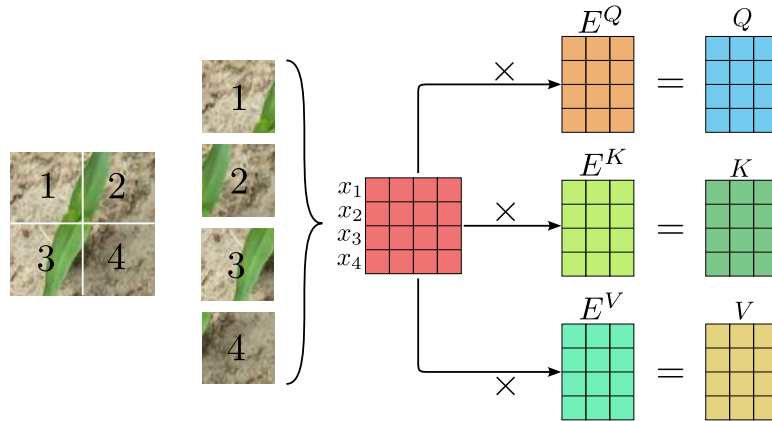 1 2
3 4
1
2
3
4
x₁
x₂
x₃
x₄
× E^Q = Q
× E^K = K
× E^V = V